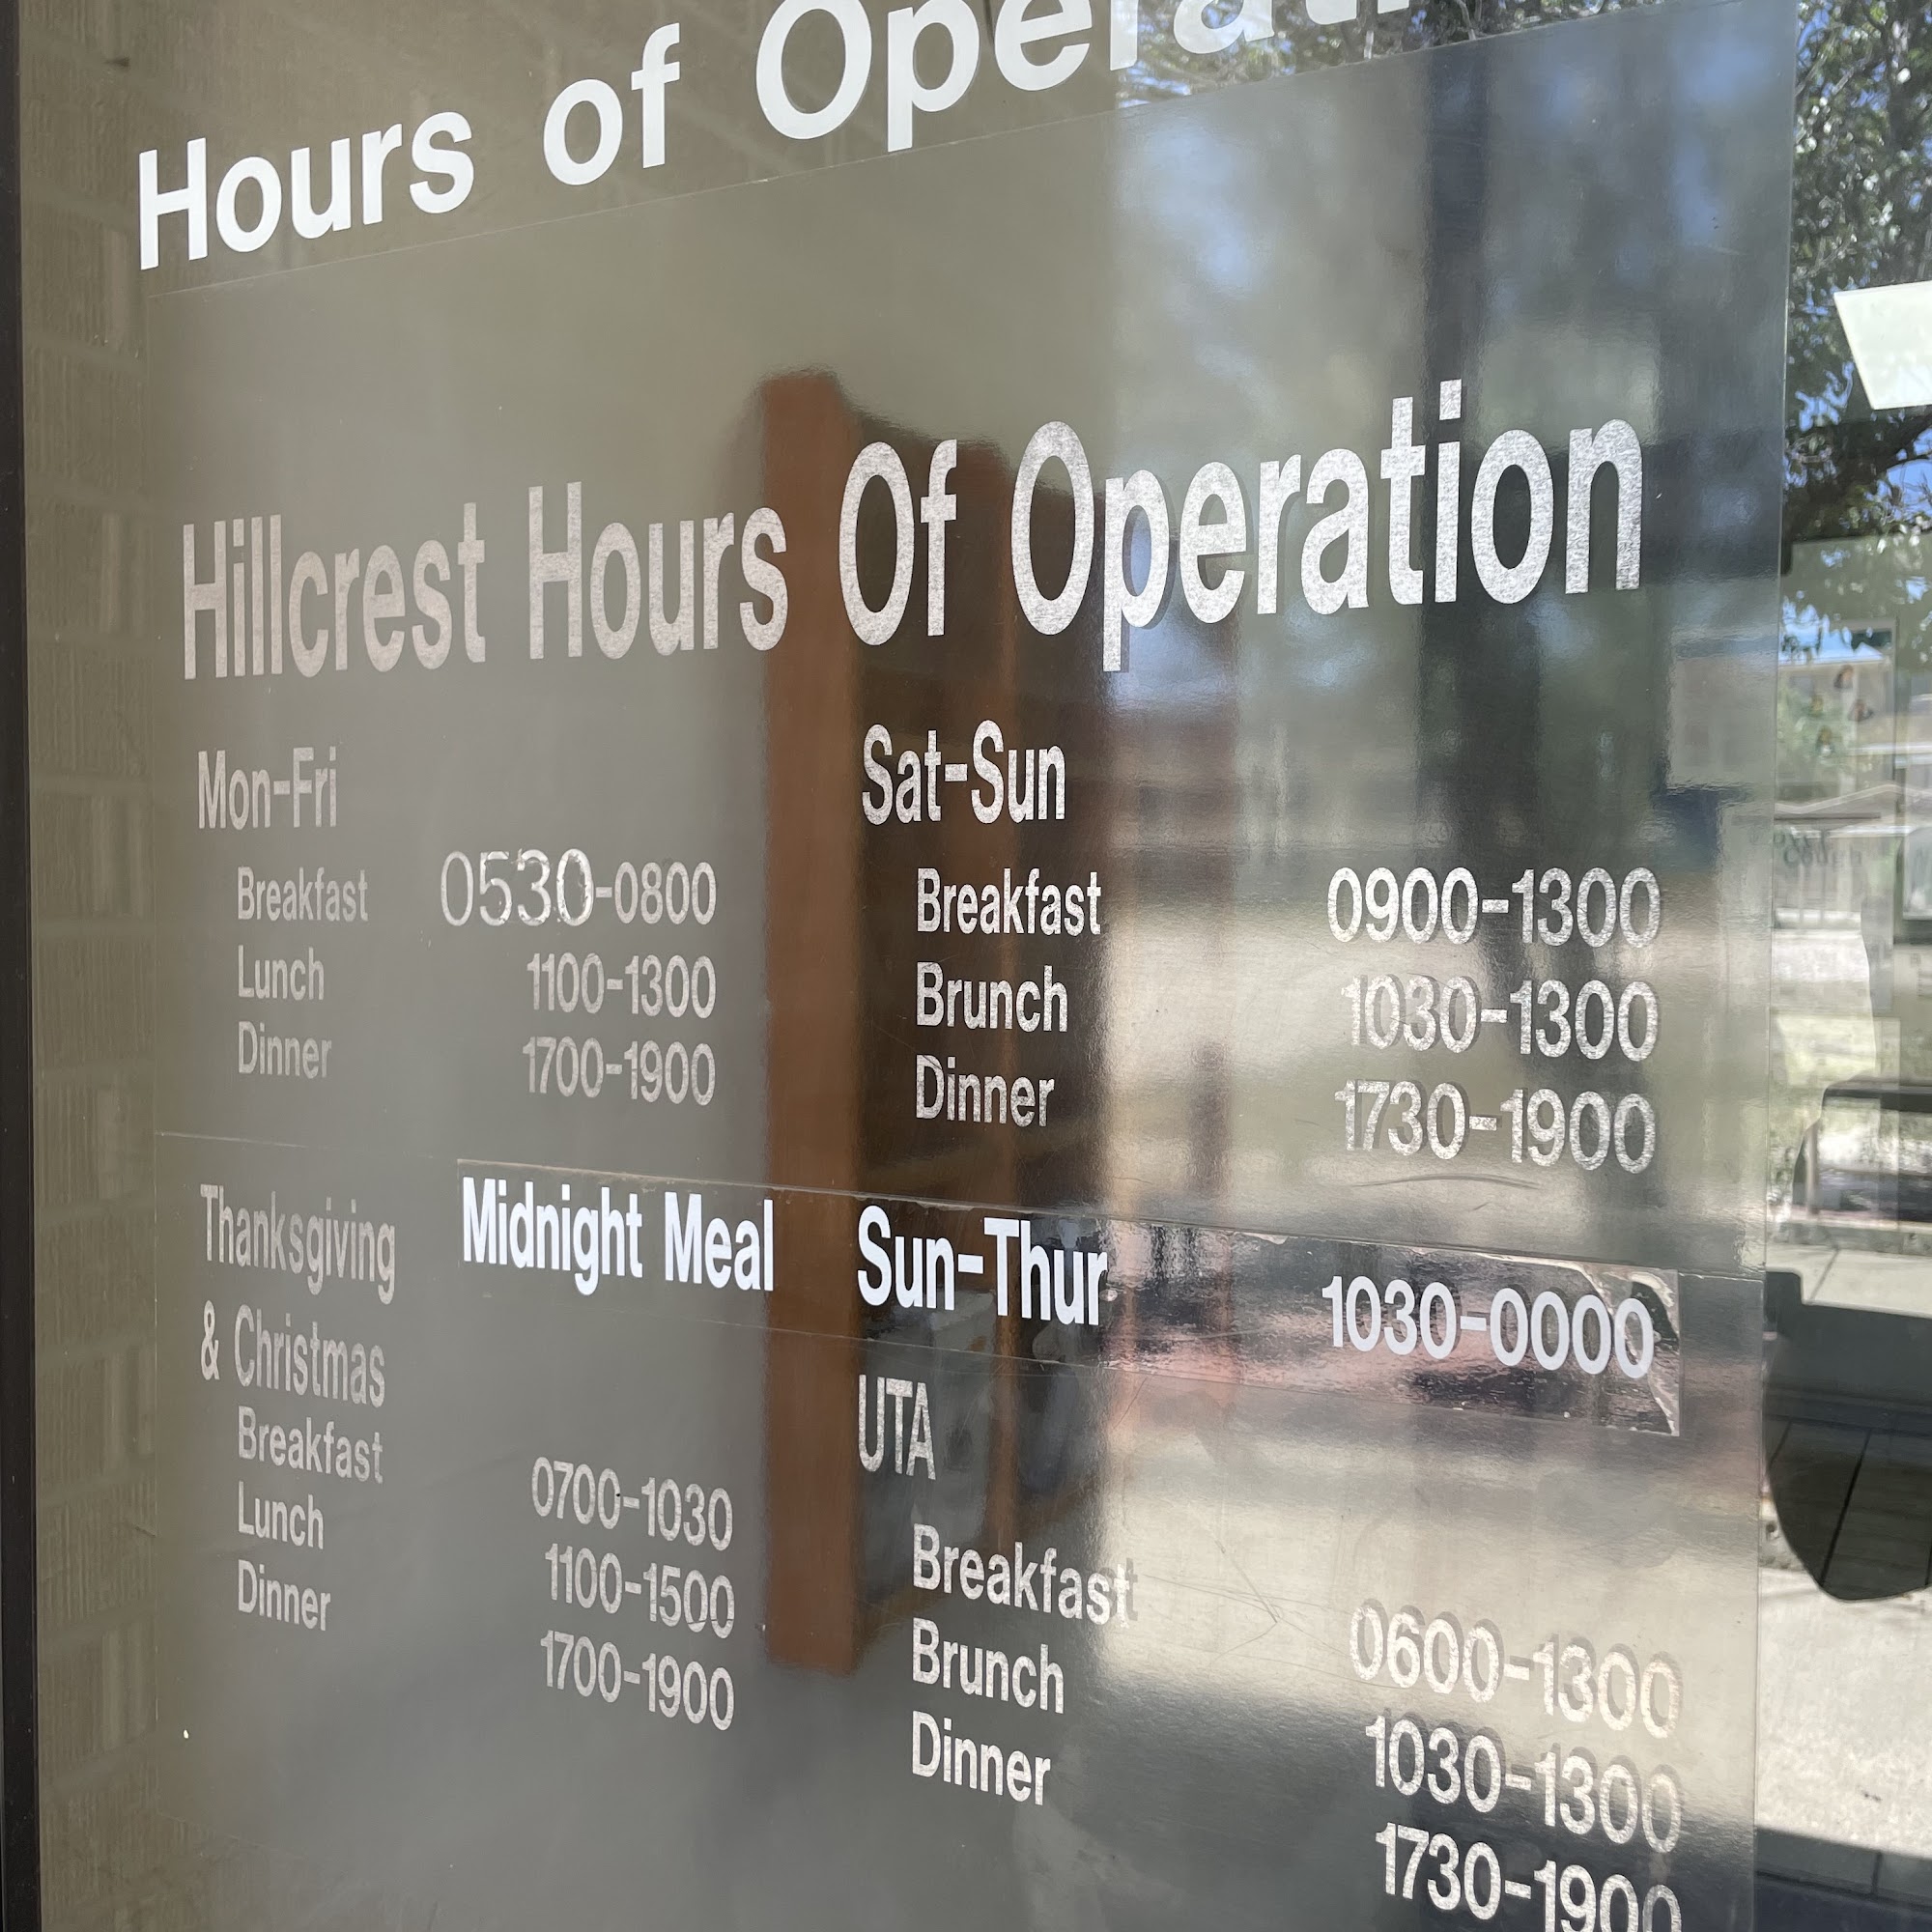 Hours of Operati
Hillcrest Hours Of Operation
Mon-Fri
Breakfast 0530-0800
Lunch 1100-1300
Dinner 1700-1900
Sat-Sun
Breakfast 0900-1300
Brunch 1030-1300
Dinner 1730-1900
Midnight Meal Sun-Thur 1030-0000
Thanksgiving
& Christmas
Breakfast 0700-1030
Lunch 1100-1500
Dinner 1700-1900
UTA
Breakfast 0600-1300
Brunch 1030-1300
Dinner 1730-1900